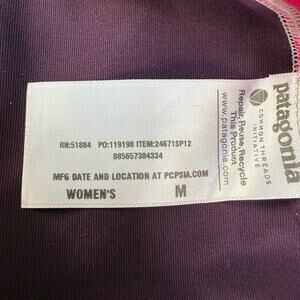 RN:51884 PO:119198 ITEM:24671SP12
885657384334
MFG DATE AND LOCATION AT PCPSIA.COM
WOMEN'S M
patagonia
COMMON THREADS
INITIATIVE
Repair, Reuse, Recycle
This Product
www.patagonia.com